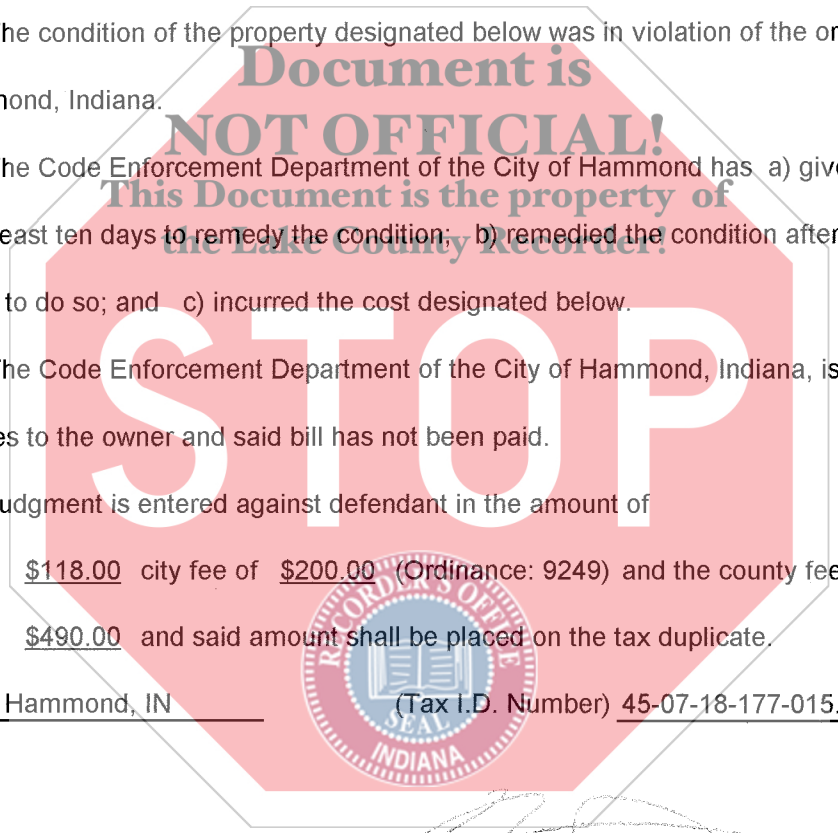 he condition of the property designated below was in violation of the or
Document is
mond, Indiana.
NOT OFFICIAL!
he Code Enforcement Department of the City of Hammond has a) give
This Document is the property of
east ten days to remedy the condition; b) remedied the condition after
the Lake County Recorder!
to do so; and c) incurred the cost designated below.
STOP
he Code Enforcement Department of the City of Hammond, Indiana, is
es to the owner and said bill has not been paid.
udgment is entered against defendant in the amount of
$118.00 city fee of $200.00 (Ordinance: 9249) and the county fee
$490.00 and said amount shall be placed on the tax duplicate.
RECORDER'S OFFICE
Hammond, IN (Tax I.D. Number) 45-07-18-177-015.
SEAL
INDIANA